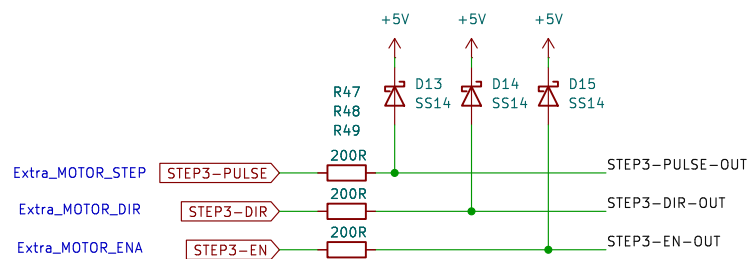 +5V +5V +5V
R47 D13 D14 D15
R48 SS14 SS14 SS14
R49
200R
Extra_MOTOR_STEP STEP3-PULSE STEP3-PULSE-OUT
200R
Extra_MOTOR_DIR STEP3-DIR STEP3-DIR-OUT
200R
Extra_MOTOR_ENA STEP3-EN STEP3-EN-OUT